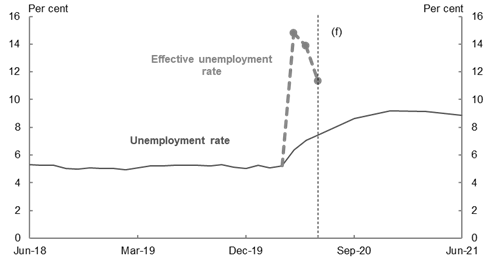 Per cent Per cent
16 16
(f)
14 14
Effective unemployment
rate
12 12
10 10
8 8
Unemployment rate
6 6
4 4
2 2
0 0
Jun-18 Mar-19 Dec-19 Sep-20 Jun-21